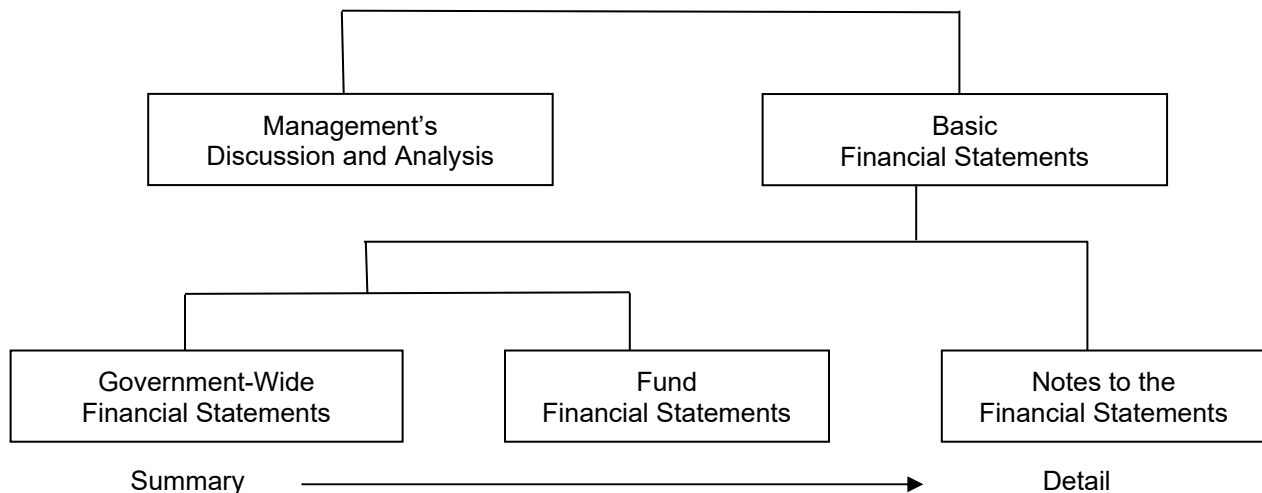 Management’s
Discussion and Analysis
Basic
Financial Statements
Government-Wide
Financial Statements
Fund
Financial Statements
Notes to the
Financial Statements
Summary
Detail